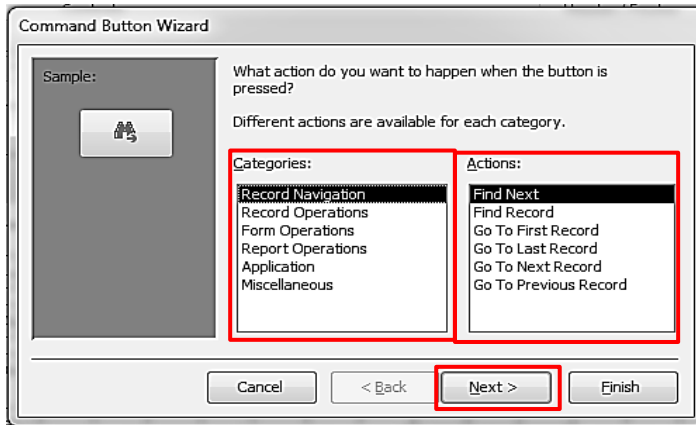 Command Button Wizard
Sample:
What action do you want to happen when the button is
pressed?
Different actions are available for each category.
Categories:
Record Navigation
Record Operations
Form Operations
Report Operations
Application
Miscellaneous
Actions:
Find Next
Find Record
Go To First Record
Go To Last Record
Go To Next Record
Go To Previous Record
Cancel
< Back
Next >
Finish